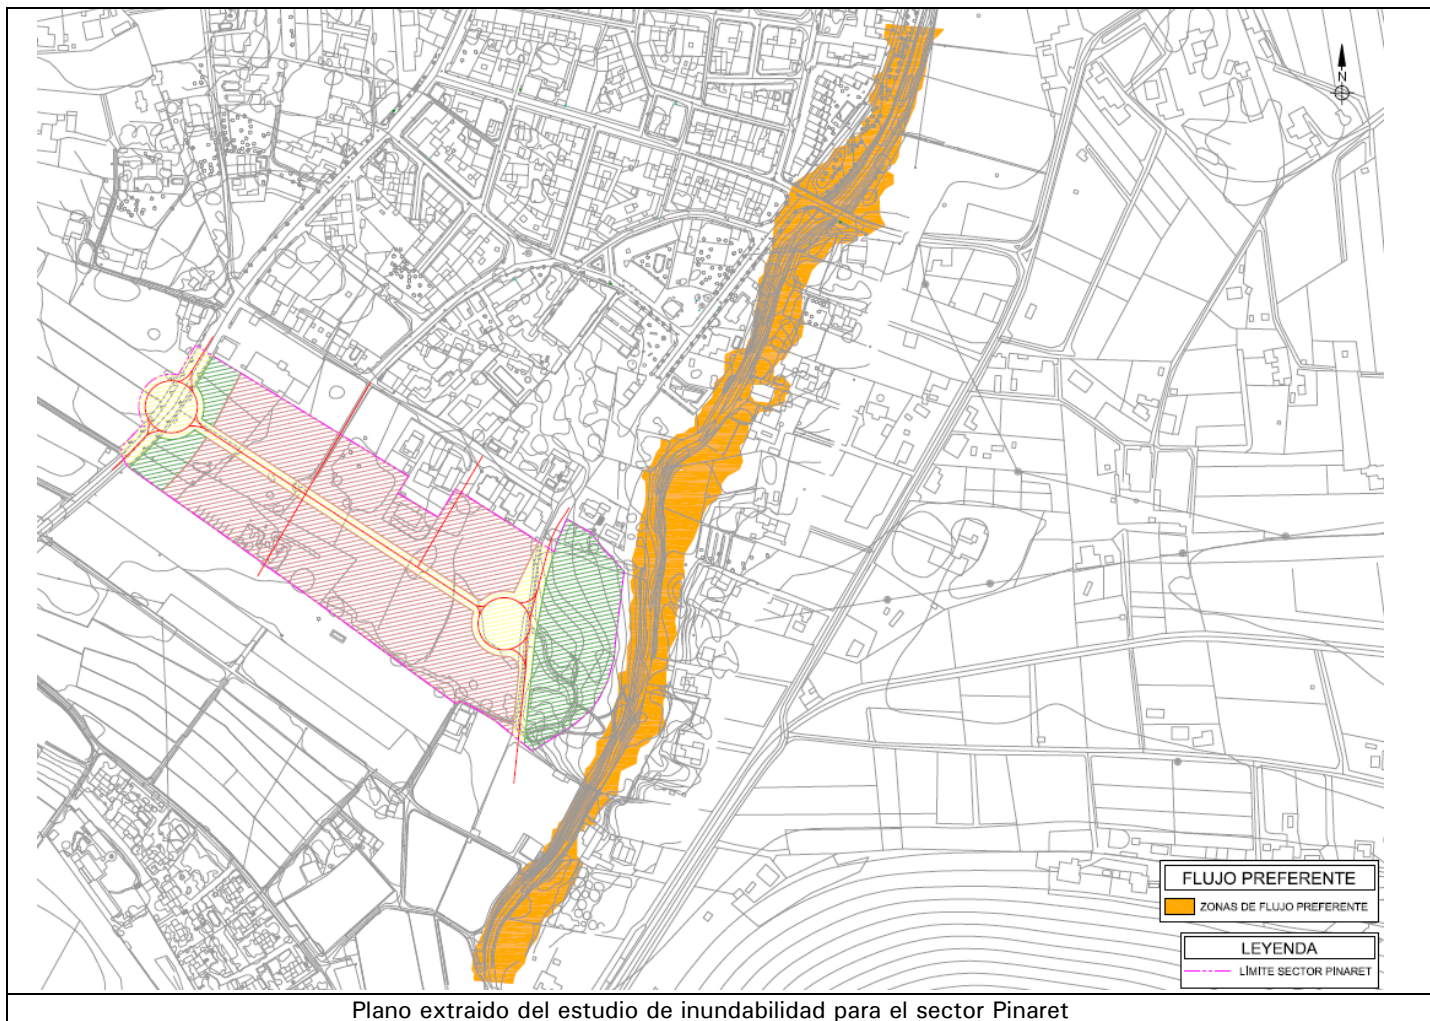 N
FLUJO PREFERENTE
ZONAS DE FLUJO PREFERENTE
LEYENDA
LÍMITE SECTOR PINARET
Plano extraido del estudio de inundabilidad para el sector Pinaret